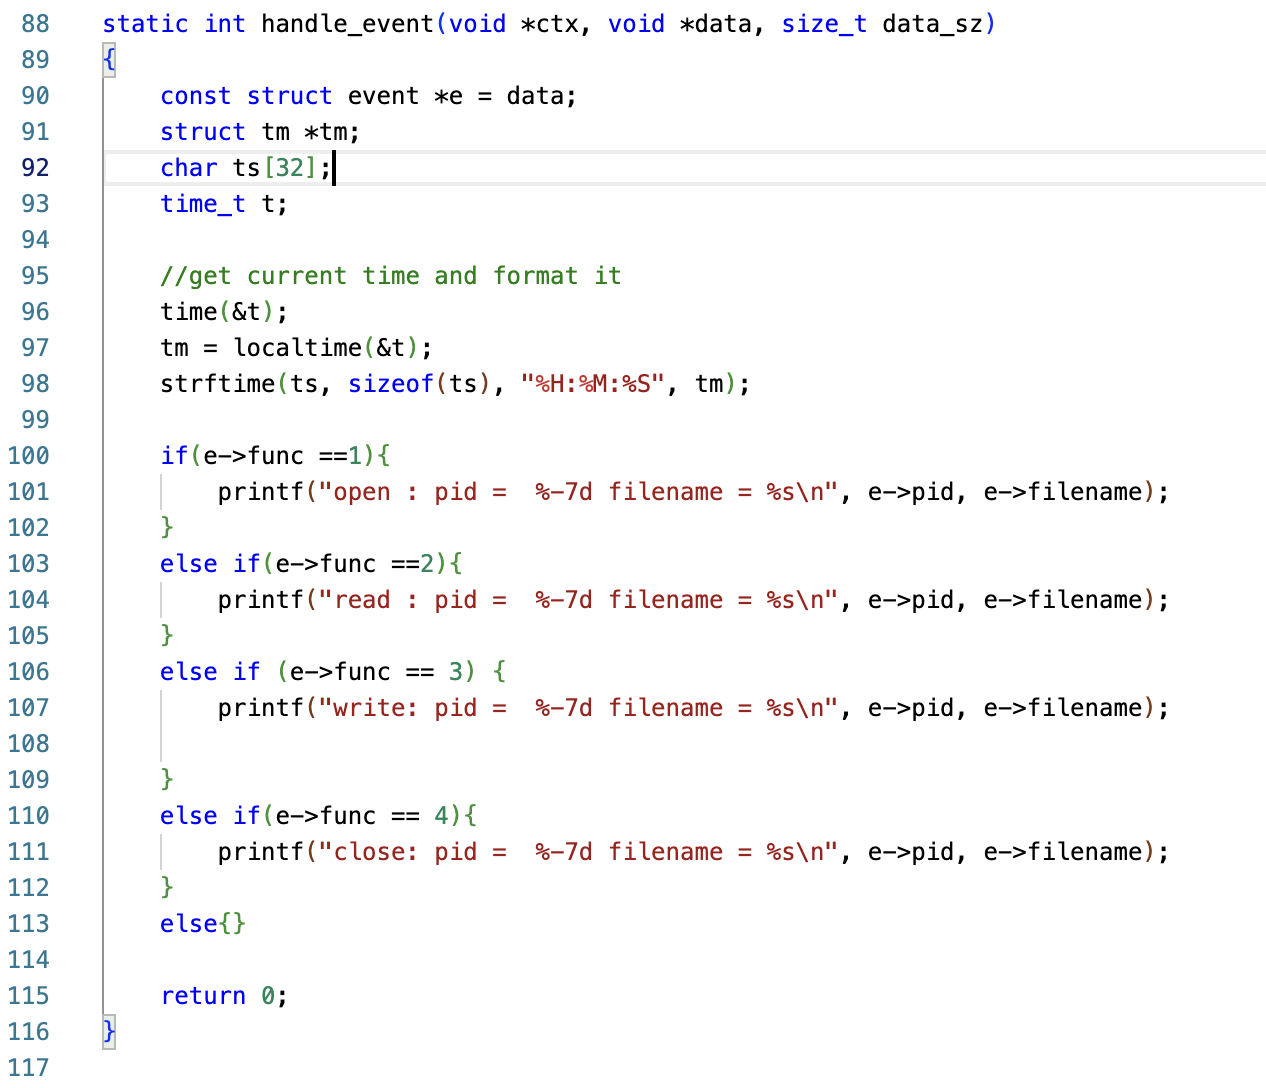 88 static int handle_event(void *ctx, void *data, size_t data_sz)
89 {
90     const struct event *e = data;
91     struct tm *tm;
92     char ts[32];
93     time_t t;
94
95     //get current time and format it
96     time(&t);
97     tm = localtime(&t);
98     strftime(ts, sizeof(ts), "%H:%M:%S", tm);
99
100     if(e->func ==1){
101         printf("open : pid =  %-7d filename = %s\n", e->pid, e->filename);
102     }
103     else if(e->func ==2){
104         printf("read : pid =  %-7d filename = %s\n", e->pid, e->filename);
105     }
106     else if (e->func == 3) {
107         printf("write: pid =  %-7d filename = %s\n", e->pid, e->filename);
108
109     }
110     else if(e->func == 4){
111         printf("close: pid =  %-7d filename = %s\n", e->pid, e->filename);
112     }
113     else{}
114
115     return 0;
116 }
117